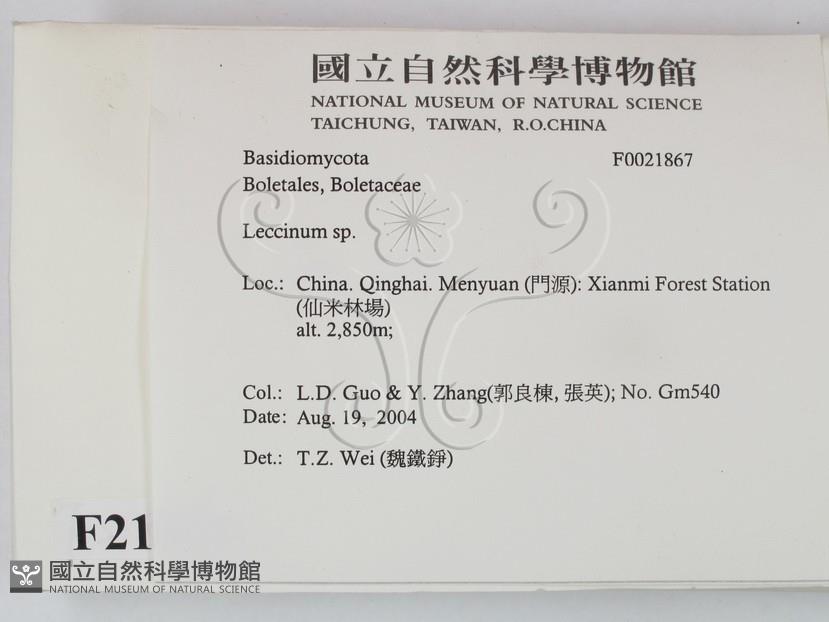 國立自然科學博物館
NATIONAL MUSEUM OF NATURAL SCIENCE
TAICHUNG, TAIWAN, R.O.CHINA
Basidiomycota F0021867
Boletales, Boletaceae
Leccinum sp.
Loc.: China. Qinghai. Menyuan (門源): Xianmi Forest Station
(仙米林場)
alt. 2,850m;
Col.: L.D. Guo & Y. Zhang(郭良棟, 張英); No. Gm540
Date: Aug. 19, 2004
Det.: T.Z. Wei (魏鐵錚)
F21
國立自然科學博物館
NATIONAL MUSEUM OF NATURAL SCIENCE